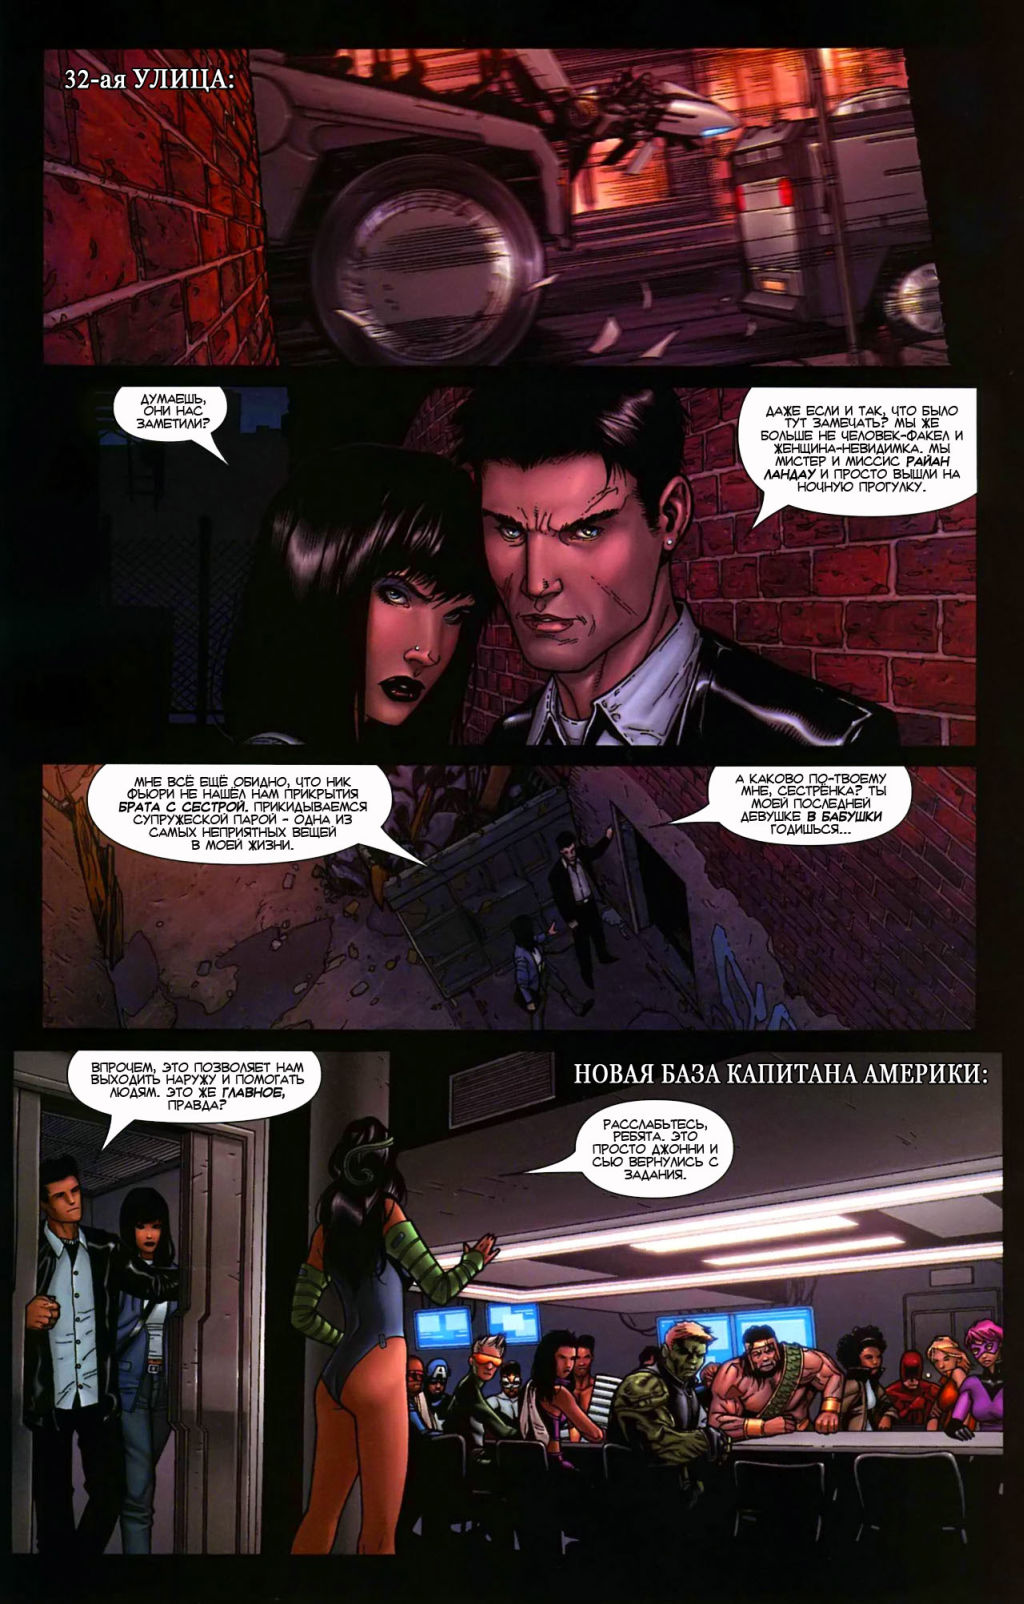 32-ая УЛИЦА:
ДУМАЕШЬ,
ОНИ НАС
ЗАМЕТИЛИ?
ДАЖЕ ЕСЛИ И ТАК, ЧТО БЫЛО
ТУТ ЗАМЕЧАТЬ? МЫ ЖЕ
БОЛЬШЕ НЕ ЧЕЛОВЕК-ФАКЕЛ И
ЖЕНЩИНА-НЕВИДИМКА. МЫ
МИСТЕР И МИССИС РАЙАН
ЛАНДАУ И ПРОСТО ВЫШЛИ НА
НОЧНУЮ ПРОГУЛКУ.
МНЕ ВСЁ ЕЩЁ ОБИДНО, ЧТО НИК
ФЬЮРИ НЕ НАШЁЛ НАМ ПРИКРЫТИЯ
БРАТА С СЕСТРОЙ. ПРИКИДЫВАЕМСЯ
СУПРУЖЕСКОЙ ПАРОЙ - ОДНА ИЗ
САМЫХ НЕПРИЯТНЫХ ВЕЩЕЙ
В МОЕЙ ЖИЗНИ.
А КАКОВО ПО-ТВОЕМУ
МНЕ, СЕСТРЁНКА? ТЫ
МОЕЙ ПОСЛЕДНЕЙ
ДЕВУШКЕ В БАБУШКИ
ГОДИШЬСЯ...
ВПРОЧЕМ, ЭТО ПОЗВОЛЯЕТ НАМ
ВЫХОДИТЬ НАРУЖУ И ПОМОГАТЬ
ЛЮДЯМ. ЭТО ЖЕ ГЛАВНОЕ,
ПРАВДА?
НОВАЯ БАЗА КАПИТАНА АМЕРИКИ:
РАССЛАБЬТЕСЬ,
РЕБЯТА. ЭТО
ПРОСТО ДЖОННИ И
СЬЮ ВЕРНУЛИСЬ С
ЗАДАНИЯ.